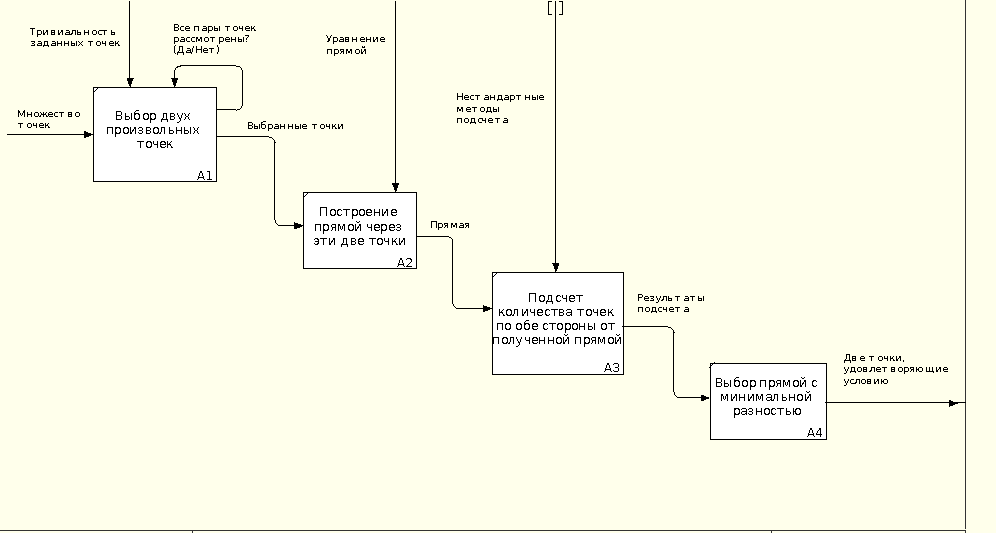 Тривиальность
заданных точек
Все пары точек
рассмотрены?
(Да/Нет)
Уравнение
прямой
Нестандартные
методы
подсчета
Множество
точек
Выбор двух
произвольных
точек
A1
Выбранные точки
Построение
прямой через
эти две точки
A2
Прямая
Подсчет
количества точек
по обе стороны от
полученной прямой
A3
Результаты
подсчета
Выбор прямой с
минимальной
разностью
A4
Две точки,
удовлетворяющие
условию